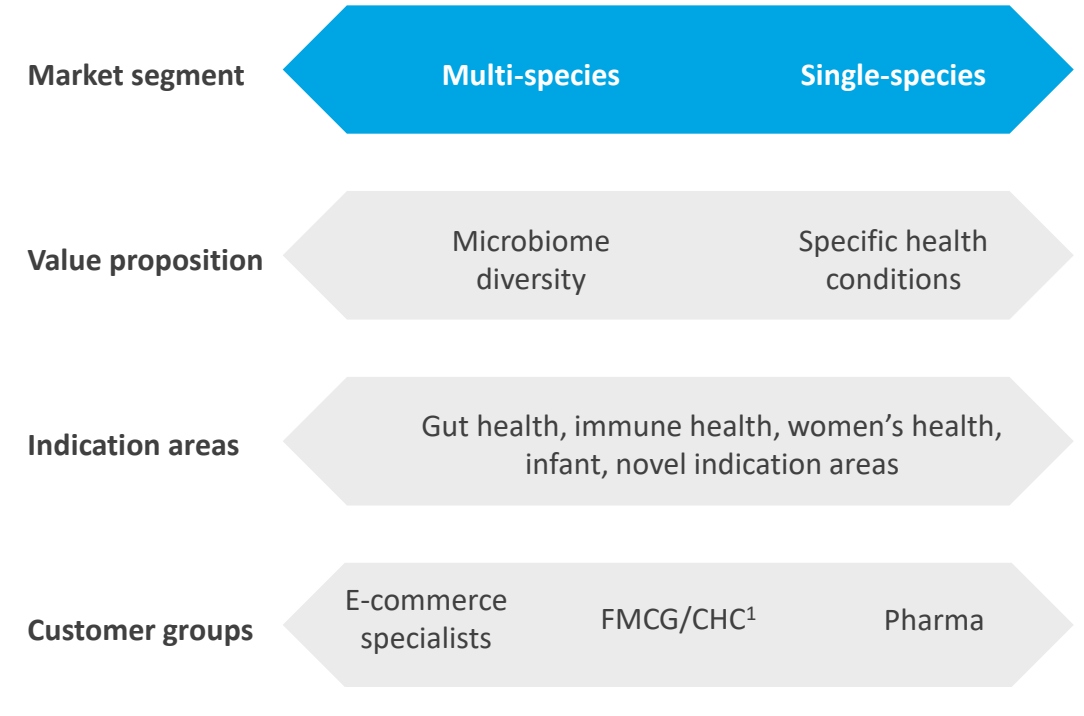 Market segment
Multi-species
Single-species
Value proposition
Microbiome
diversity
Specific health
conditions
Indication areas
Gut health, immune health, women’s health,
infant, novel indication areas
Customer groups
E-commerce
specialists
FMCG/CHC¹
Pharma